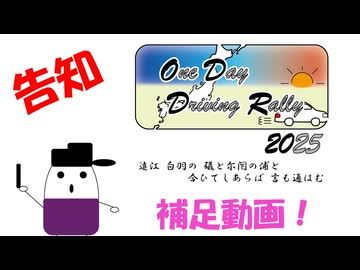 告知
One Day
Driving Rally
2025
遠江 白羽の 礒と尓閇の浦と
合ひてしあらば 言も通はむ
補足動画！